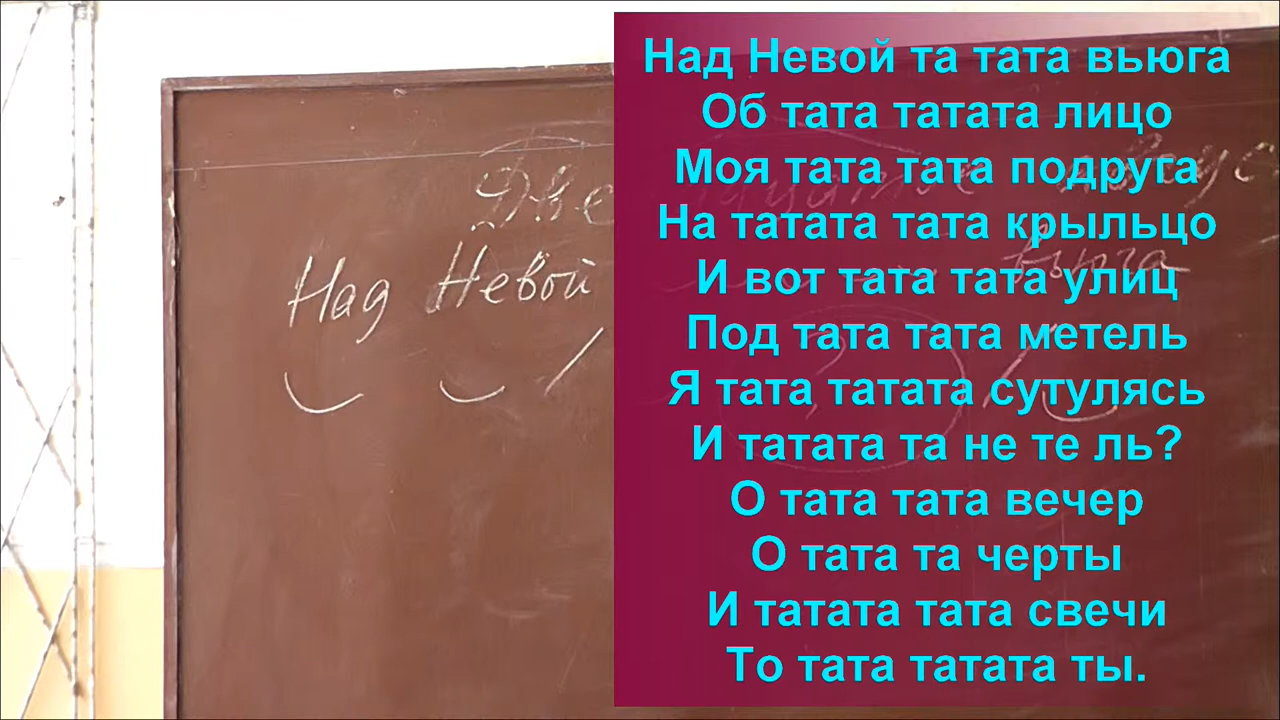 Две
Над Невой
вьюга
?
Над Невой та тата вьюга
Об тата татата лицо
Моя тата тата подруга
На татата тата крыльцо
И вот тата тата улиц
Под тата тата метель
Я тата татата сутулясь
И татата та не те ль?
О тата тата вечер
О тата та черты
И татата тата свечи
То тата татата ты.